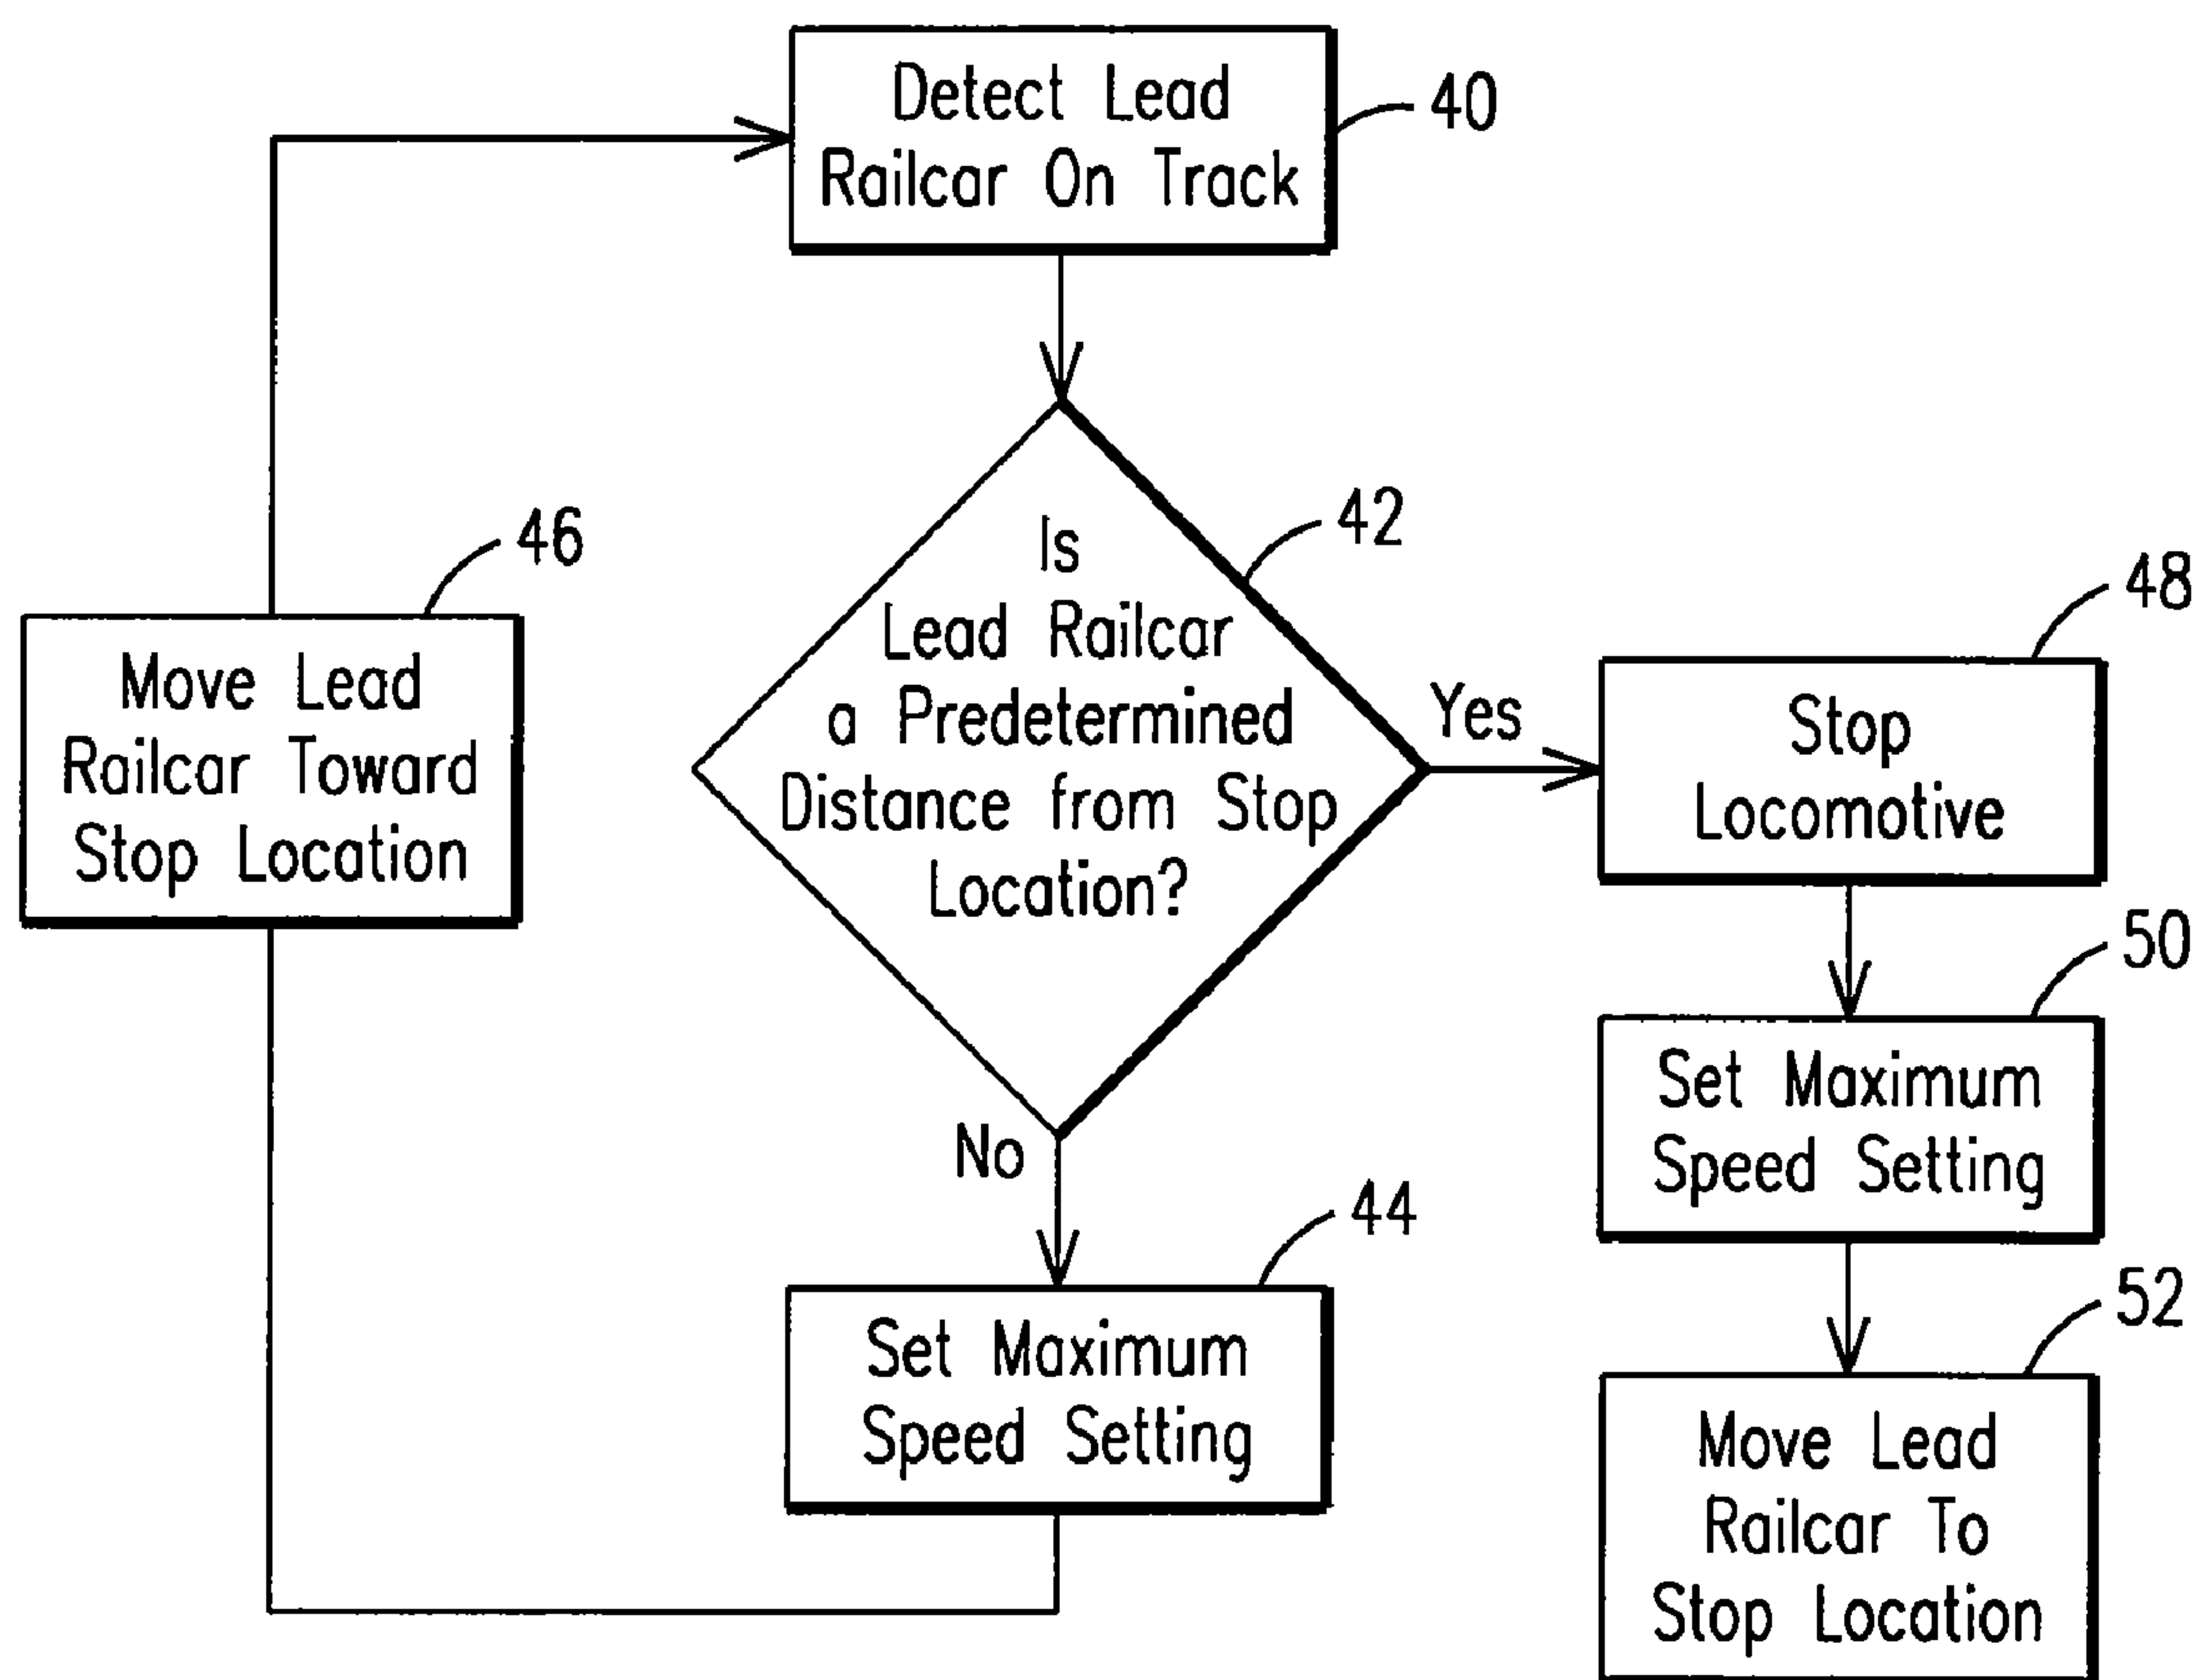 Detect Lead
Railcar On Track
40
Is
Lead Railcar
a Predetermined
Distance from Stop
Location?
42
Yes
No
46
Move Lead
Railcar Toward
Stop Location
48
Stop
Locomotive
50
Set Maximum
Speed Setting
44
Set Maximum
Speed Setting
52
Move Lead
Railcar To
Stop Location